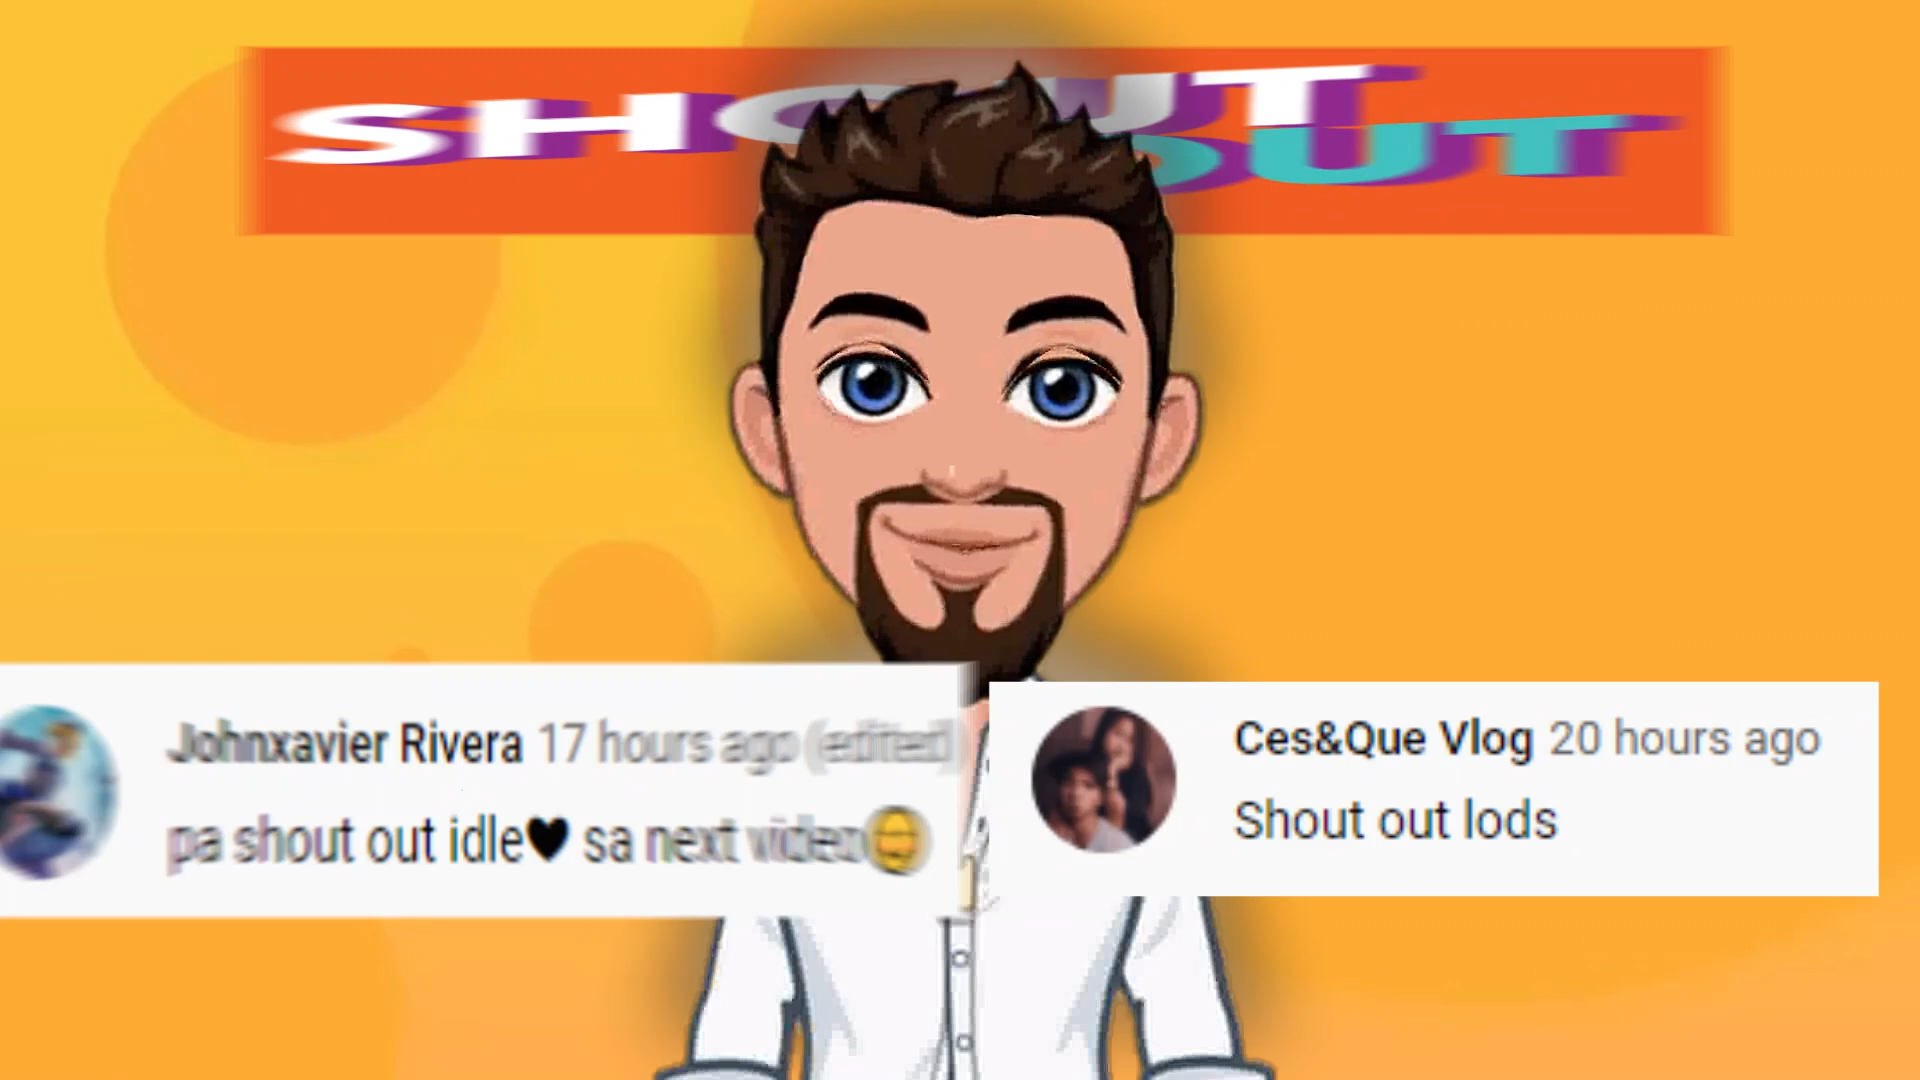 SHOUT
OUT
Johnxavier Rivera 17 hours ago (edited)
pa shout out idle🖤 sa next video
Ces&Que Vlog 20 hours ago
Shout out lods